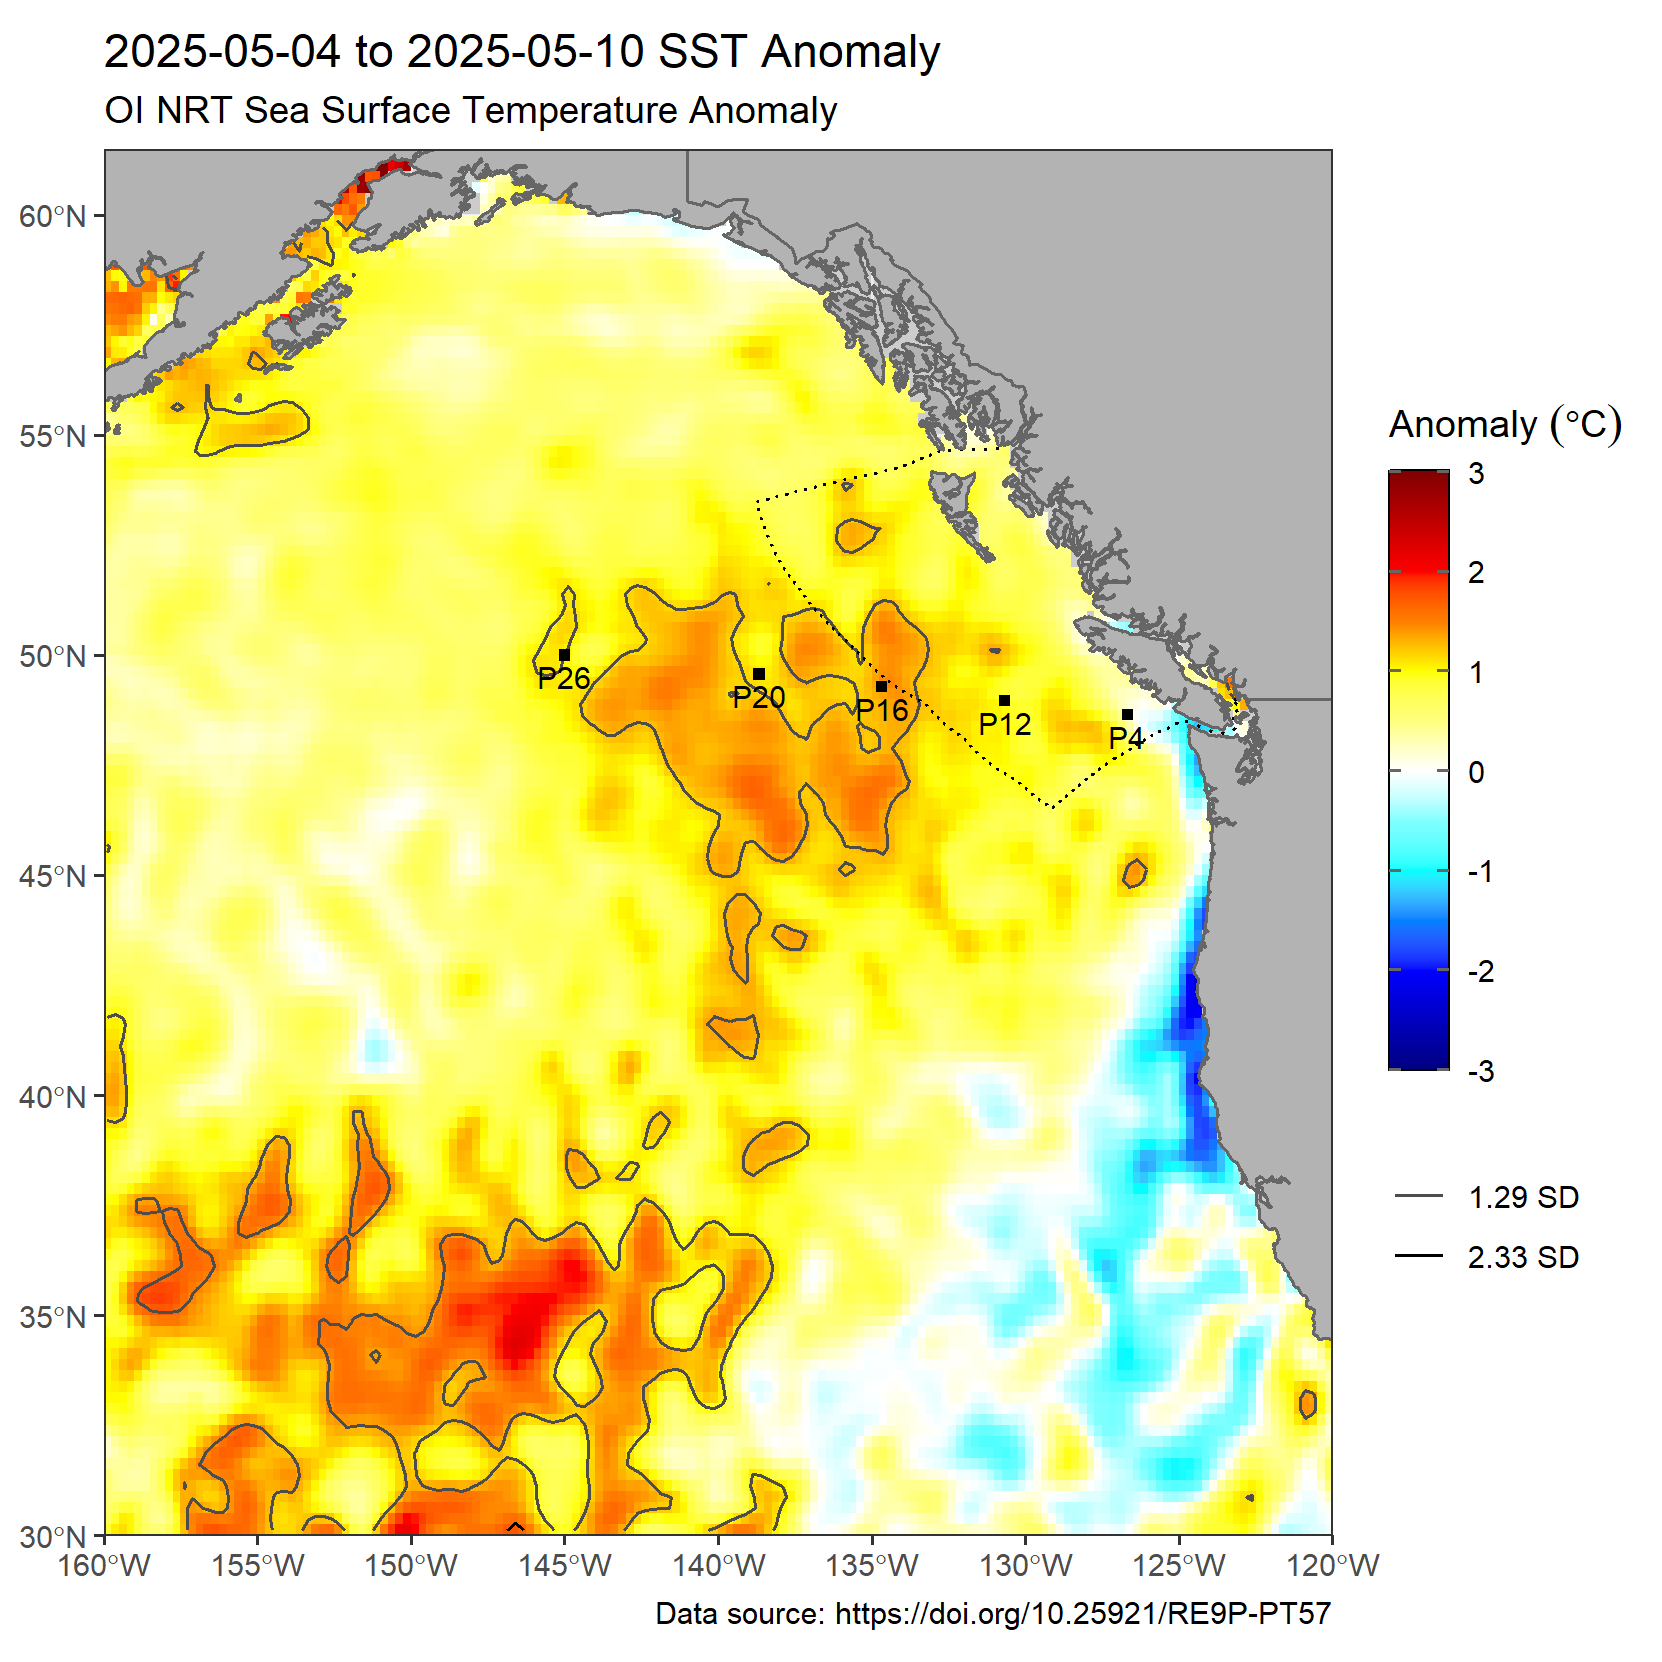 2025-05-04 to 2025-05-10 SST Anomaly
OI NRT Sea Surface Temperature Anomaly
60°N
55°N
50°N
45°N
40°N
35°N
30°N
160°W
155°W
150°W
145°W
140°W
135°W
130°W
125°W
120°W
P26
P20
P16
P12
P4
Anomaly (°C)
3
2
1
0
-1
-2
-3
1.29 SD
2.33 SD
Data source: https://doi.org/10.25921/RE9P-PT57